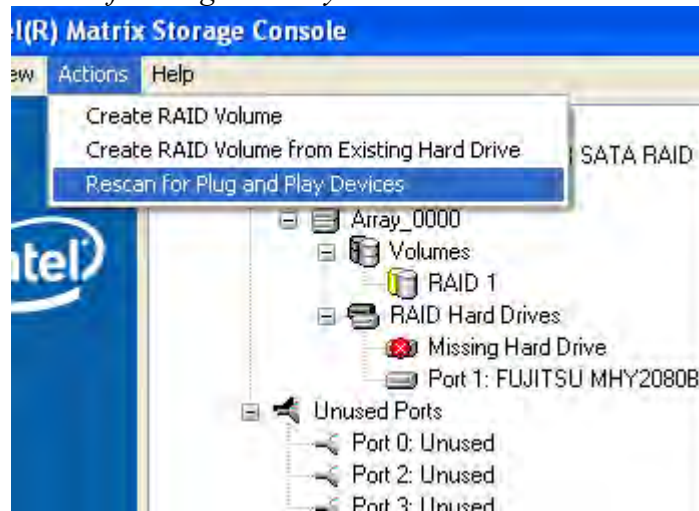 l(R) Matrix Storage Console
ew Actions Help
Create RAID Volume
Create RAID Volume from Existing Hard Drive
SATA RAID
Rescan for Plug and Play Devices
Array_0000
Volumes
RAID 1
RAID Hard Drives
Missing Hard Drive
Port 1: FUJITSU MHY2080B
Unused Ports
Port 0: Unused
Port 2: Unused
Port 3: Unused
ntel